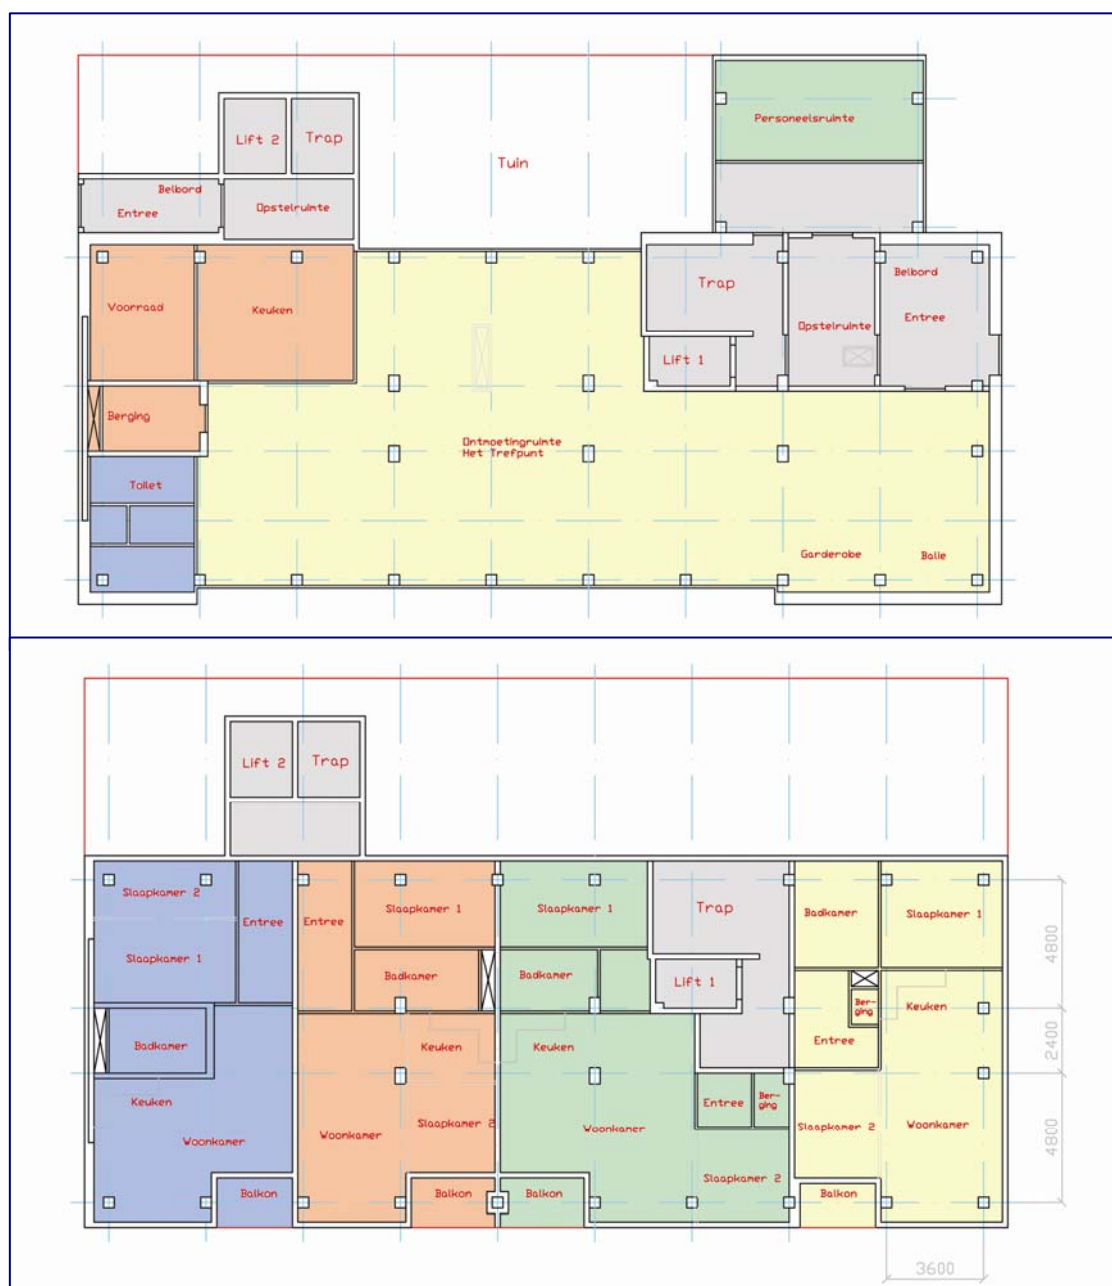 Personeelsruimte
Lift 2
Trap
Tuin
Belbord
Entree
Opstelruimte
Voorraad
Keuken
Trap
Belbord
Entree
Opstelruimte
Lift 1
Berging
Ontmoetingruimte
Het Trefpunt
Toilet
Garderobe
Balie
Lift 2
Trap
Slaapkamer 2
Entree
Entree
Slaapkamer 1
Slaapkamer 1
Trap
Badkamer
Slaapkamer 1
4800
Slaapkamer 1
Badkamer
Badkamer
Lift 1
Ber-
ging
Keuken
Badkamer
Keuken
Keuken
Entree
2400
Keuken
Woonkamer
Woonkamer
Slaapkamer 2
Woonkamer
Entree
Ber-
ging
Slaapkamer 2
Woonkamer
4800
Slaapkamer 2
Balkon
Balkon
Balkon
Balkon
3600